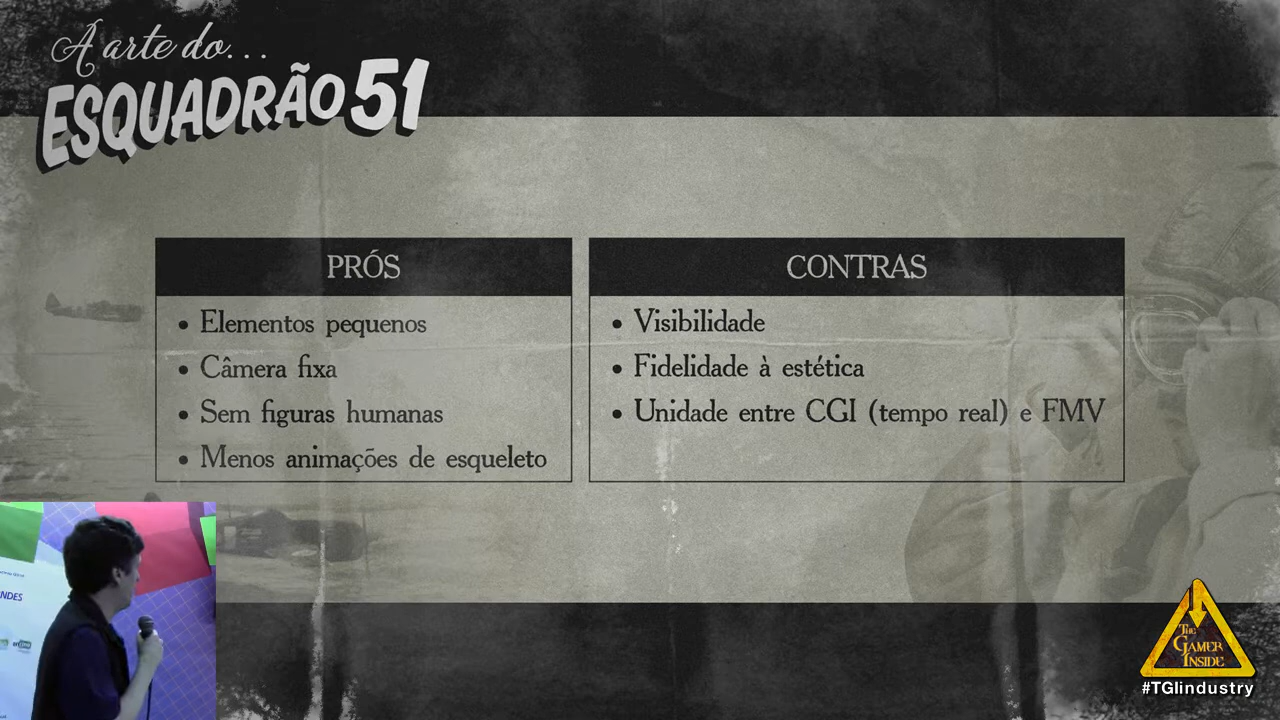 A arte do...
ESQUADRÃO 51
PRÓS
• Elementos pequenos
• Câmera fixa
• Sem figuras humanas
• Menos animações de esqueleto
CONTRAS
• Visibilidade
• Fidelidade à estética
• Unidade entre CGI (tempo real) e FMV
NDES
THE
GAMER
INSIDE
#TGIindustry